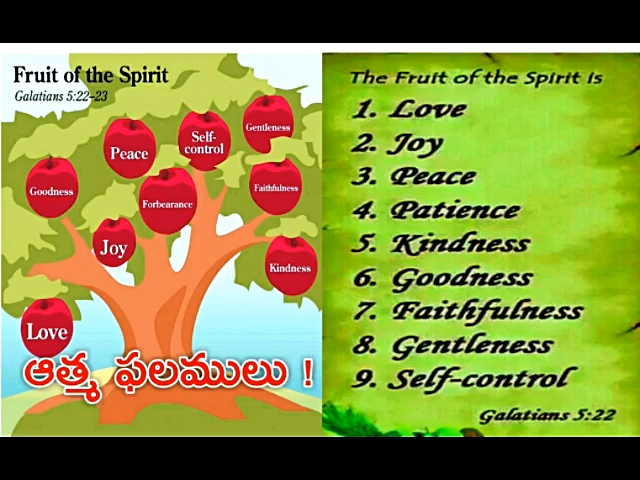 Fruit of the Spirit
Galatians 5:22–23
Gentleness
Self-
control
Peace
Goodness
Forbearance
Faithfulness
Joy
Kindness
Love
ఆత్మ ఫలములు !
The Fruit of the Spirit is
1. Love
2. Joy
3. Peace
4. Patience
5. Kindness
6. Goodness
7. Faithfulness
8. Gentleness
9. Self-control
Galatians 5:22